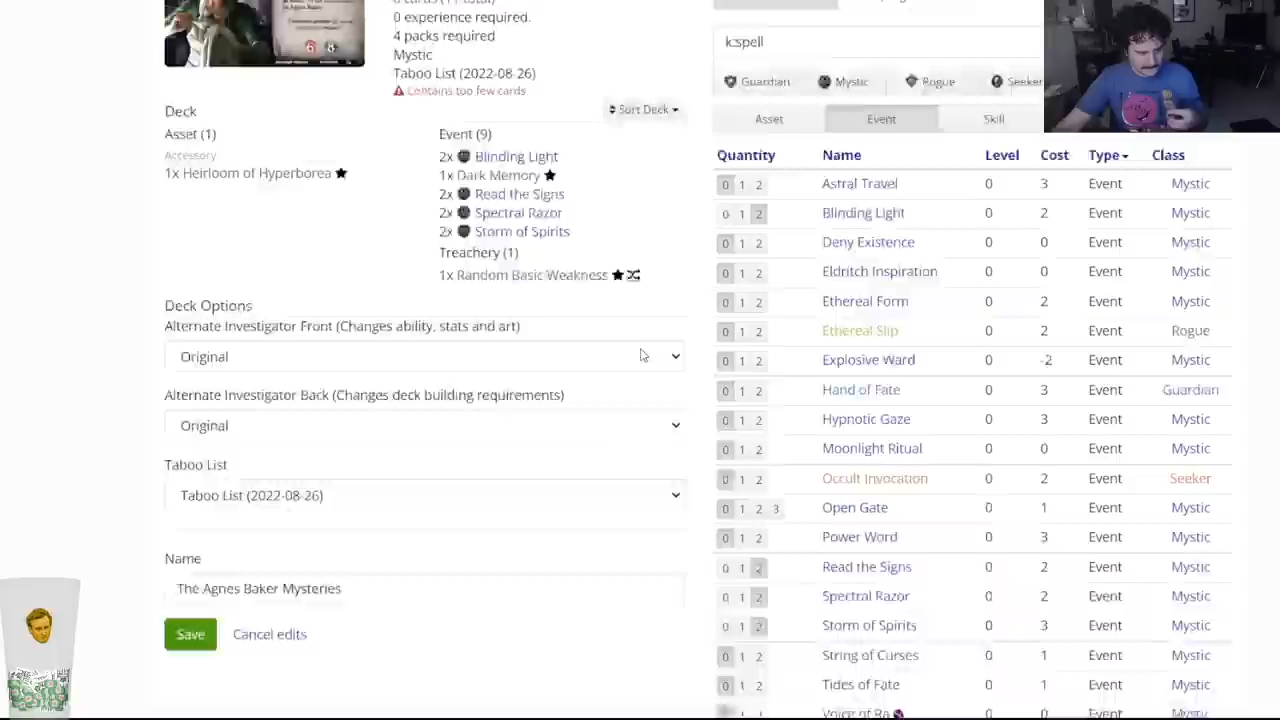 0 experience required.
4 packs required
Mystic
Taboo List (2022-08-26)
Contains too few cards
Deck
Sort Deck
Asset (1)
Accessory
1x Heirloom of Hyperborea
Event (9)
2x Blinding Light
1x Dark Memory
2x Read the Signs
2x Spectral Razor
2x Storm of Spirits
Treachery (1)
1x Random Basic Weakness
Deck Options
Alternate Investigator Front (Changes ability, stats and art)
Original
Alternate Investigator Back (Changes deck building requirements)
Original
Taboo List
Taboo List (2022-08-26)
Name
The Agnes Baker Mysteries
Save Cancel edits
k:spell
Guardian Mystic Rogue Seeker
Asset Event Skill
Quantity Name Level Cost Type Class
0 1 2 Astral Travel 0 3 Event Mystic
0 1 2 Blinding Light 0 2 Event Mystic
0 1 2 Deny Existence 0 0 Event Mystic
0 1 2 Eldritch Inspiration 0 0 Event Mystic
0 1 2 Ethereal Form 0 2 Event Mystic
0 1 2 Ethereal Slip 0 2 Event Rogue
0 1 2 Explosive Ward 0 -2 Event Mystic
0 1 2 Hand of Fate 0 3 Event Guardian
0 1 2 Hypnotic Gaze 0 3 Event Mystic
0 1 2 Moonlight Ritual 0 0 Event Mystic
0 1 2 Occult Invocation 0 2 Event Seeker
0 1 2 3 Open Gate 0 1 Event Mystic
0 1 2 Power Word 0 3 Event Mystic
0 1 2 Read the Signs 0 2 Event Mystic
0 1 2 Spectral Razor 0 2 Event Mystic
0 1 2 Storm of Spirits 0 3 Event Mystic
0 1 2 String of Curses 0 1 Event Mystic
0 1 2 Tides of Fate 0 1 Event Mystic
0 1 2 Voice of Ra 0 Event Mystic